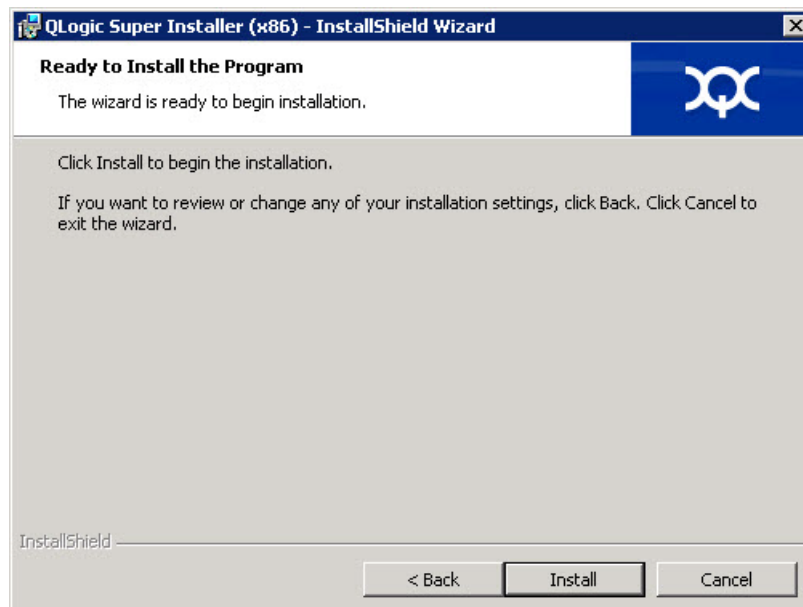 QLogic Super Installer (x86) - InstallShield Wizard
Ready to Install the Program
The wizard is ready to begin installation.
Click Install to begin the installation.
If you want to review or change any of your installation settings, click Back. Click Cancel to
exit the wizard.
InstallShield
< Back
Install
Cancel